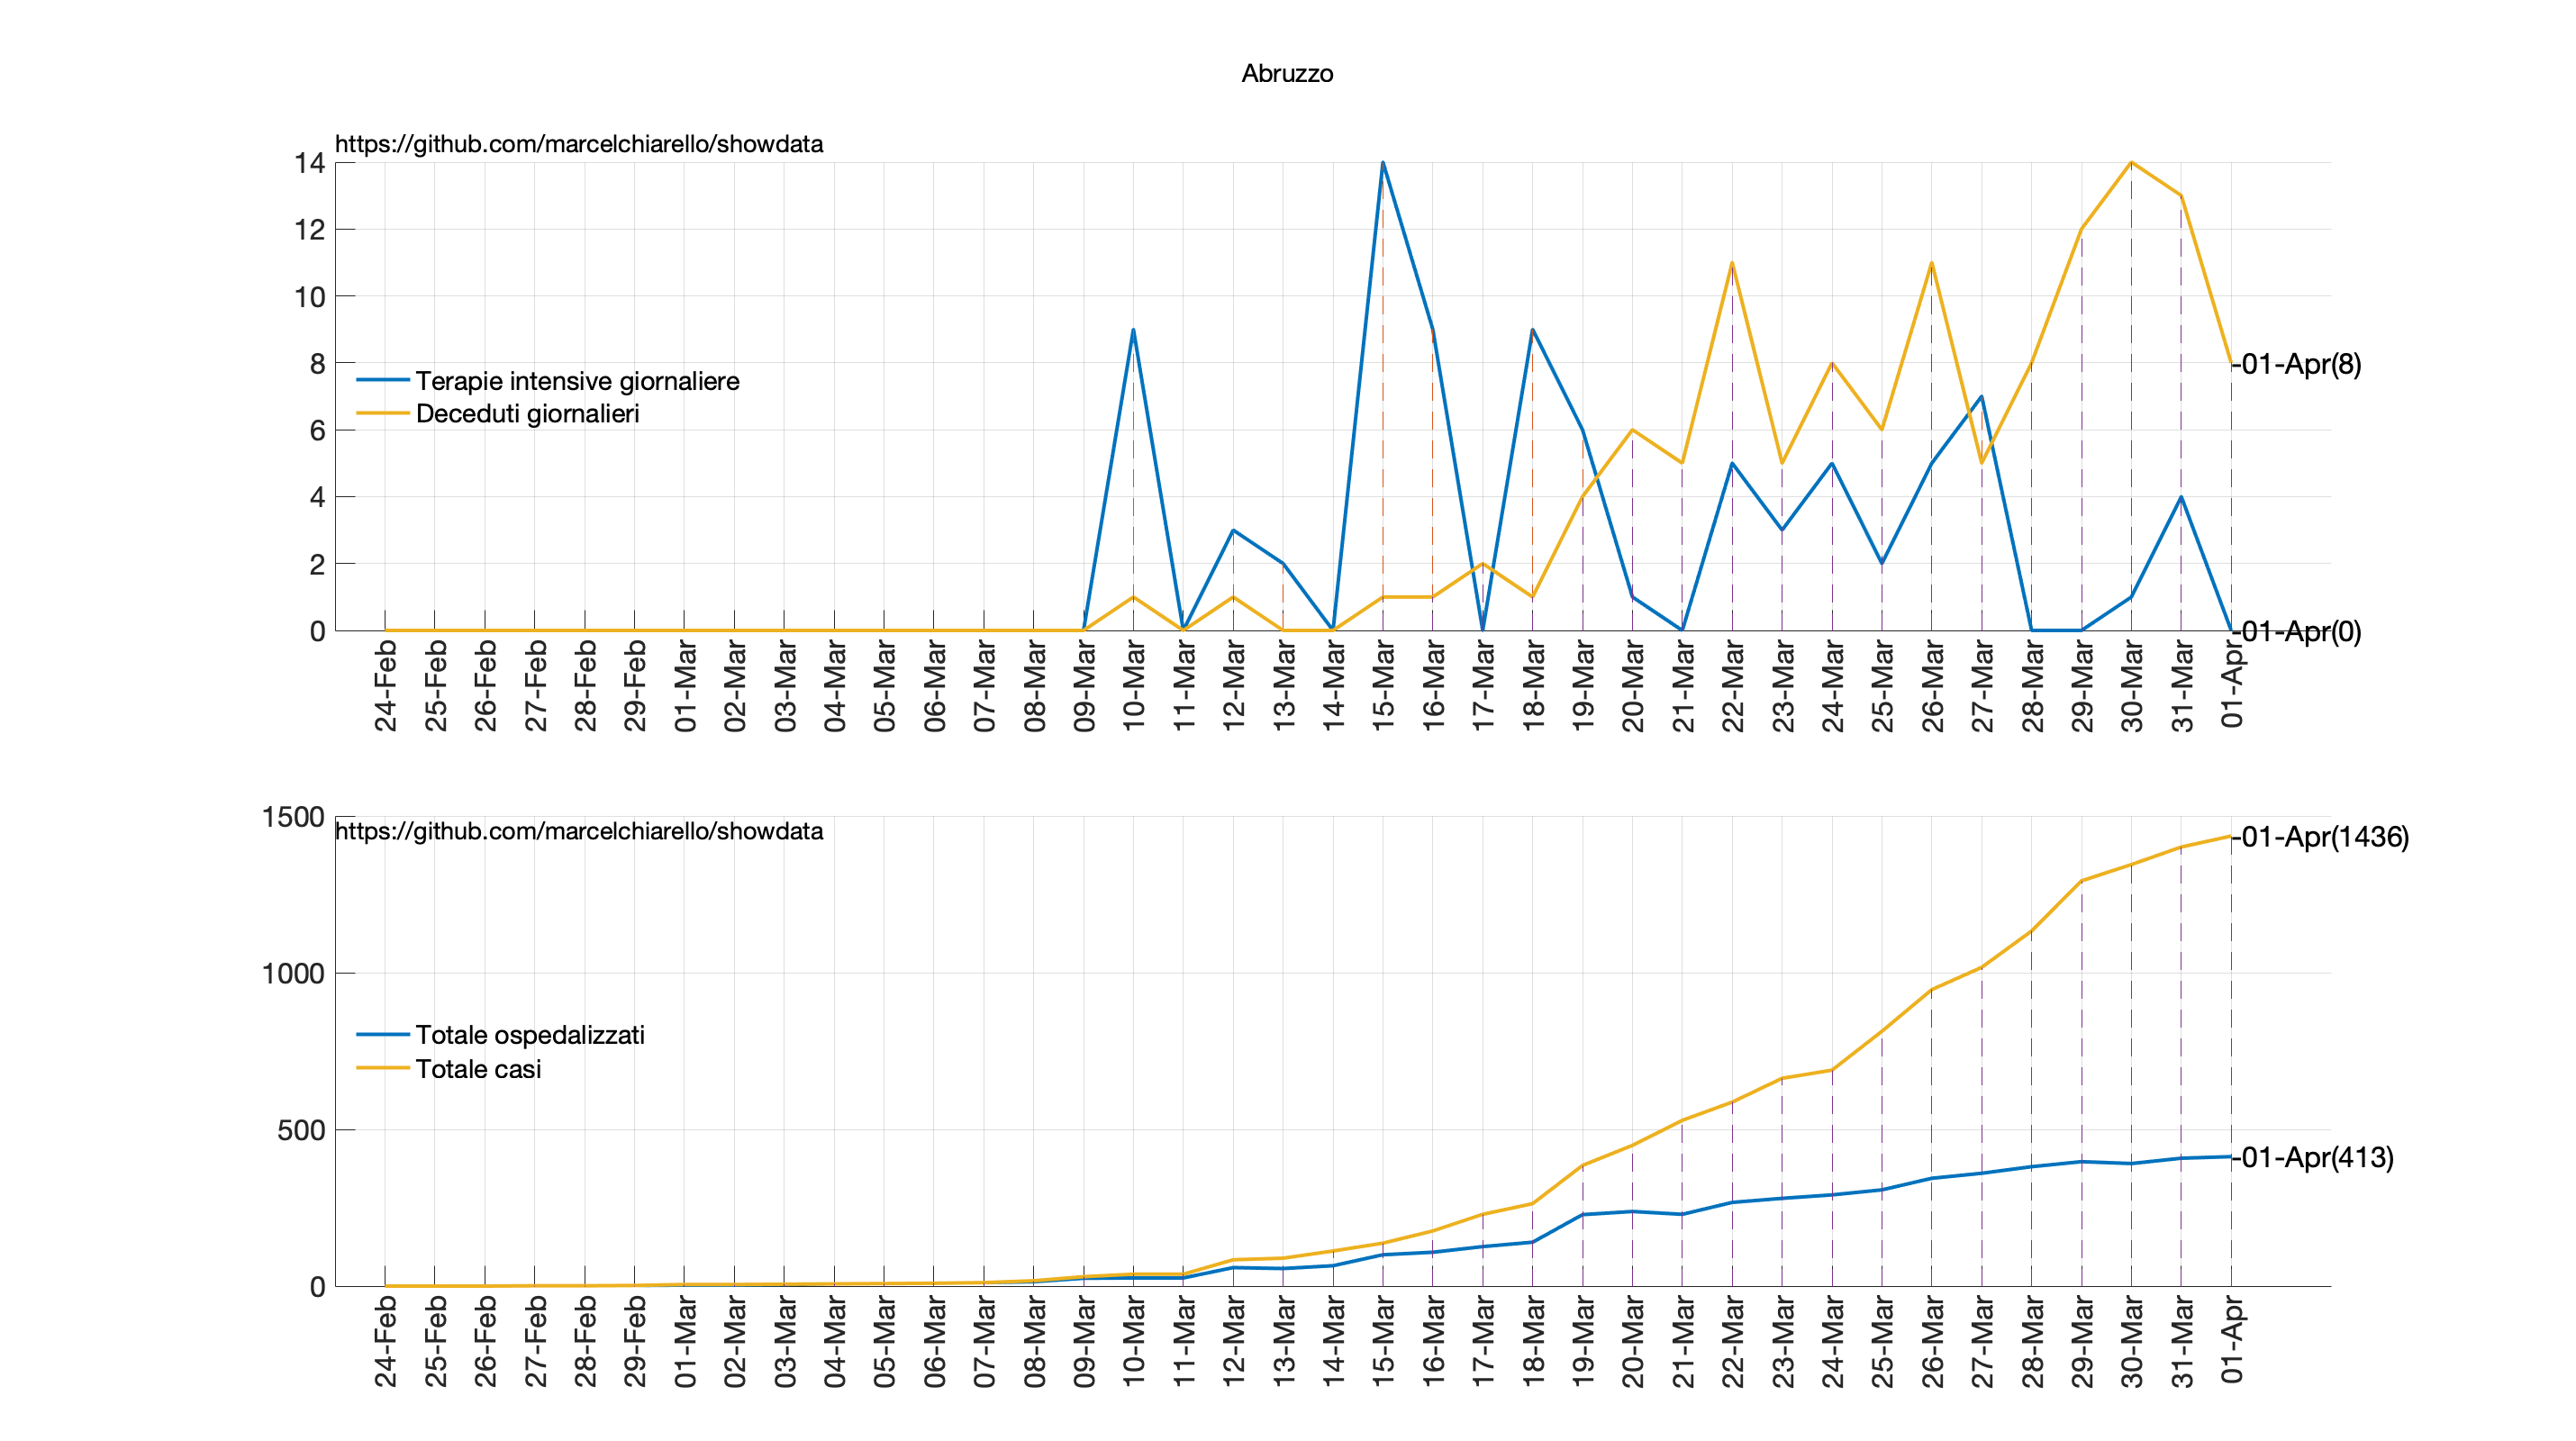 Abruzzo
https://github.com/marcelchiarello/showdata
14
12
10
8
6
4
2
0
Terapie intensive giornaliere
Deceduti giornalieri
-01-Apr(8)
-01-Apr(0)
24-Feb 25-Feb 26-Feb 27-Feb 28-Feb 29-Feb 01-Mar 02-Mar 03-Mar 04-Mar 05-Mar 06-Mar 07-Mar 08-Mar 09-Mar 10-Mar 11-Mar 12-Mar 13-Mar 14-Mar 15-Mar 16-Mar 17-Mar 18-Mar 19-Mar 20-Mar 21-Mar 22-Mar 23-Mar 24-Mar 25-Mar 26-Mar 27-Mar 28-Mar 29-Mar 30-Mar 31-Mar 01-Apr
1500
https://github.com/marcelchiarello/showdata
1000
500
0
Totale ospedalizzati
Totale casi
-01-Apr(1436)
-01-Apr(413)
24-Feb 25-Feb 26-Feb 27-Feb 28-Feb 29-Feb 01-Mar 02-Mar 03-Mar 04-Mar 05-Mar 06-Mar 07-Mar 08-Mar 09-Mar 10-Mar 11-Mar 12-Mar 13-Mar 14-Mar 15-Mar 16-Mar 17-Mar 18-Mar 19-Mar 20-Mar 21-Mar 22-Mar 23-Mar 24-Mar 25-Mar 26-Mar 27-Mar 28-Mar 29-Mar 30-Mar 31-Mar 01-Apr